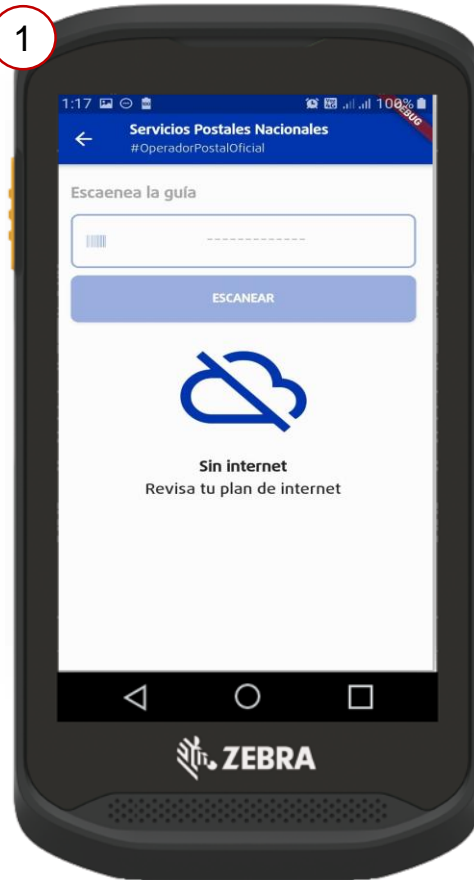 1
1:17 100%
DEBUG
Servicios Postales Nacionales
#OperadorPostalOficial
Escaenea la guía
-------------
ESCANEAR
Sin internet
Revisa tu plan de internet
ZEBRA